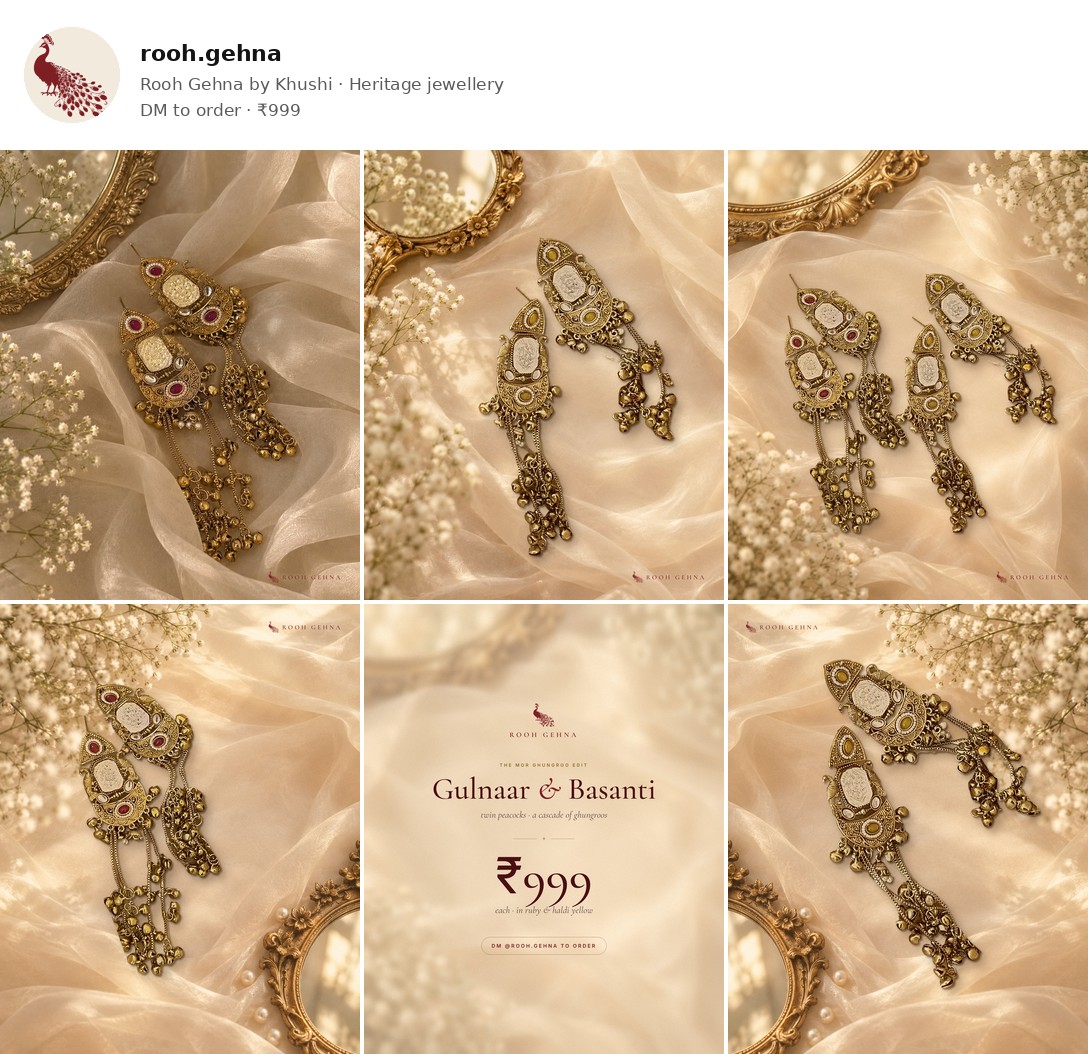 rooh.gehna
Rooh Gehna by Khushi · Heritage jewellery
DM to order · ₹999
ROOH GEHNA
ROOH GEHNA
ROOH GEHNA
ROOH GEHNA
ROOH GEHNA
THE MOR GHUNGROO EDIT
Gulnaar & Basanti
twin peacocks · a cascade of ghungroos
₹999
each · in ruby & haldi yellow
DM @ROOH.GEHNA TO ORDER
ROOH GEHNA